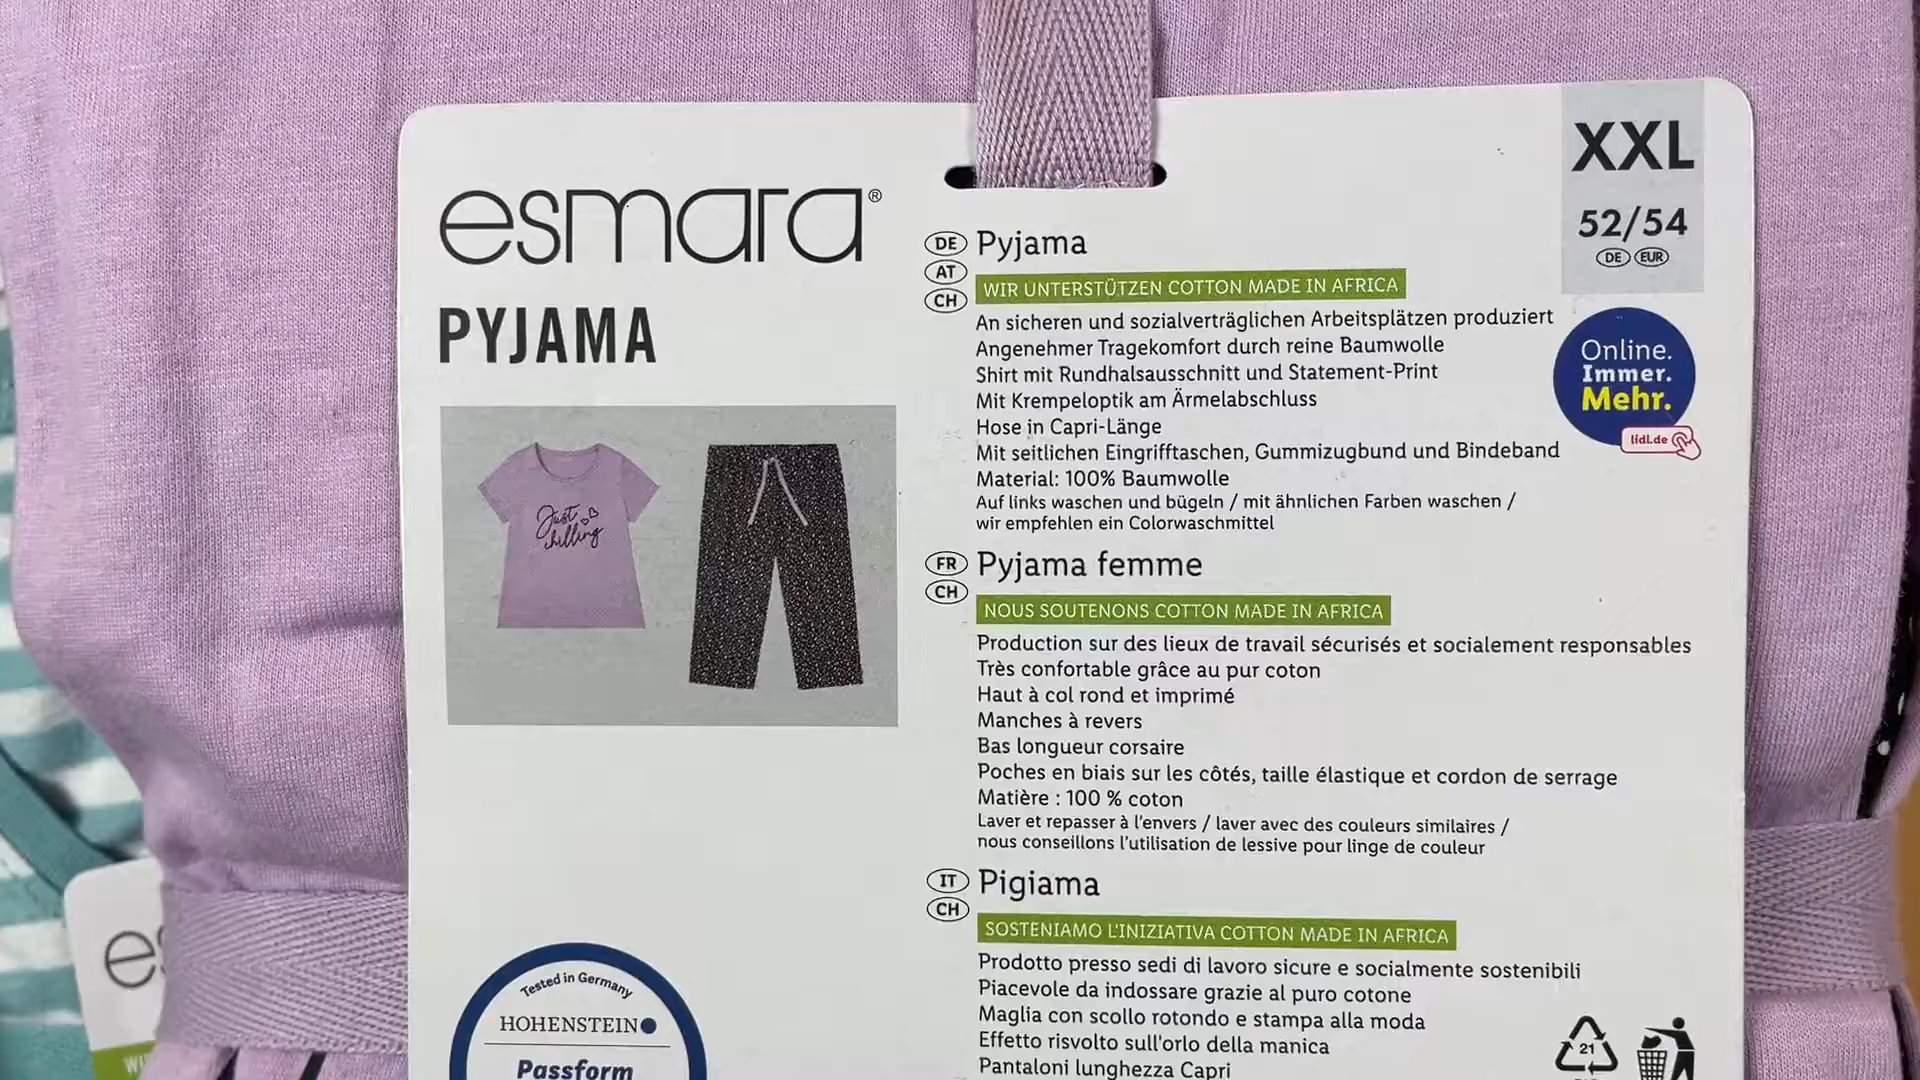 esmara®
PYJAMA
Just
chilling
Tested in Germany
HOHENSTEIN
Passform
XXL
52/54
DE EUR
DE
AT
CH
Pyjama
WIR UNTERSTÜTZEN COTTON MADE IN AFRICA
An sicheren und sozialverträglichen Arbeitsplätzen produziert
Angenehmer Tragekomfort durch reine Baumwolle
Shirt mit Rundhalsausschnitt und Statement-Print
Mit Krempeloptik am Ärmelabschluss
Hose in Capri-Länge
Mit seitlichen Eingrifftaschen, Gummizugbund und Bindeband
Material: 100% Baumwolle
Auf links waschen und bügeln / mit ähnlichen Farben waschen /
wir empfehlen ein Colorwaschmittel
Online.
Immer.
Mehr.
lidl.de
FR
CH
Pyjama femme
NOUS SOUTENONS COTTON MADE IN AFRICA
Production sur des lieux de travail sécurisés et socialement responsables
Très confortable grâce au pur coton
Haut à col rond et imprimé
Manches à revers
Bas longueur corsaire
Poches en biais sur les côtés, taille élastique et cordon de serrage
Matière : 100 % coton
Laver et repasser à l'envers / laver avec des couleurs similaires /
nous conseillons l'utilisation de lessive pour linge de couleur
IT
CH
Pigiama
SOSTENIAMO L'INIZIATIVA COTTON MADE IN AFRICA
Prodotto presso sedi di lavoro sicure e socialmente sostenibili
Piacevole da indossare grazie al puro cotone
Maglia con scollo rotondo e stampa alla moda
Effetto risvolto sull'orlo della manica
Pantaloni lunghezza Capri
21